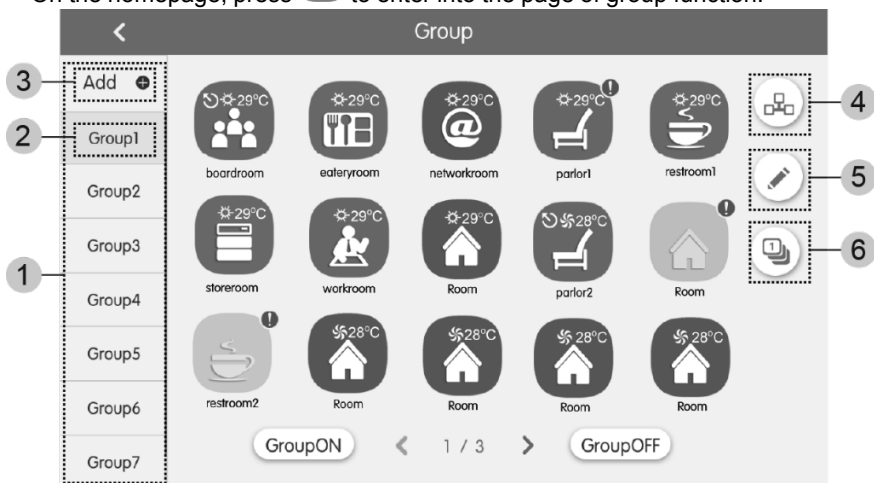 On the homepage, press to enter into the page of group function.
Group
3 Add
29°C 29°C 29°C 29°C 29°C
4
2 Group1
boardroom eateryroom networkroom parlor1 restroom1
5
Group2
29°C 29°C 29°C 28°C
1 Group3
6
storeroom workroom Room parlor2 Room
Group4
28°C 28°C 28°C 28°C
Group5
restroom2 Room Room Room Room
Group6
GroupON 1 / 3 GroupOFF
Group7